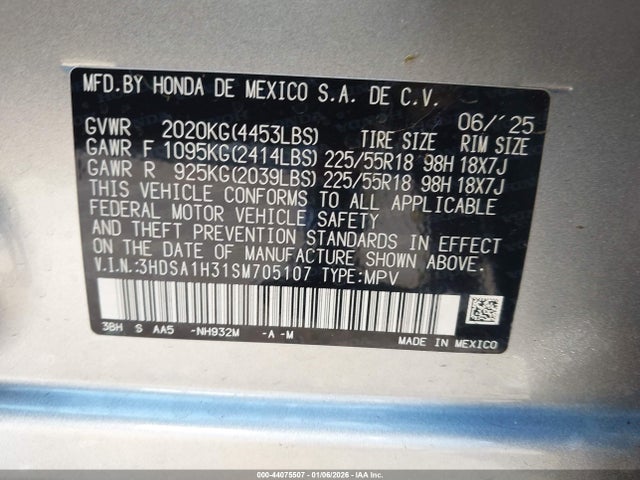 MFD.BY HONDA DE MEXICO S.A. DE C.V.
06/'25
GVWR 2020KG(4453LBS) TIRE SIZE RIM SIZE
GAWR F 1095KG(2414LBS) 225/55R18 98H 18X7J
GAWR R 925KG(2039LBS) 225/55R18 98H 18X7J
THIS VEHICLE CONFORMS TO ALL APPLICABLE
FEDERAL MOTOR VEHICLE SAFETY
AND THEFT PREVENTION STANDARDS IN EFFECT
ON THE DATE OF MANUFACTURE SHOWN ABOVE.
V.I.N.:3HDSA1H31SM705107 TYPE:MPV
3BH S AA5 -NH932M -A -M
MADE IN MEXICO
000-44075507 - 01/06/2026 - IAAP, Inc.